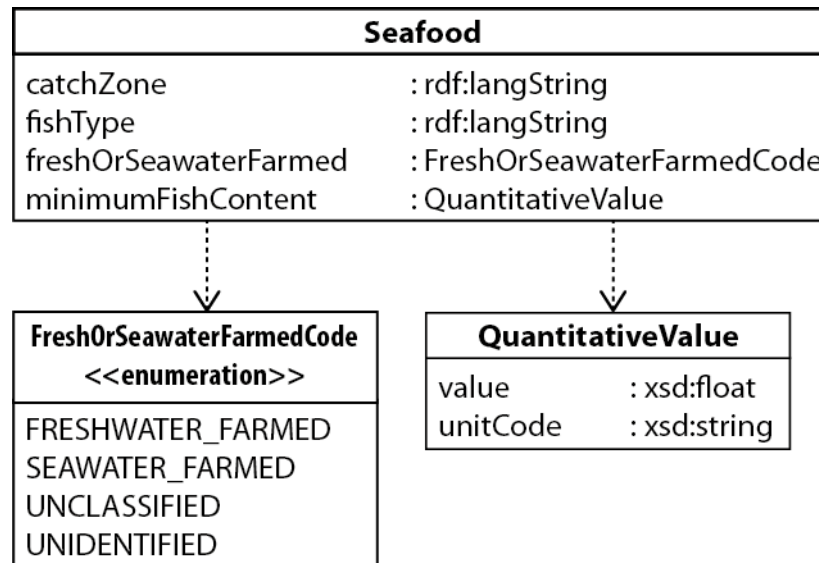 Seafood
catchZone : rdf:langString
fishType : rdf:langString
freshOrSeawaterFarmed : FreshOrSeawaterFarmedCode
minimumFishContent : QuantitativeValue
FreshOrSeawaterFarmedCode
<<enumeration>>
FRESHWATER_FARMED
SEAWATER_FARMED
UNCLASSIFIED
UNIDENTIFIED
QuantitativeValue
value : xsd:float
unitCode : xsd:string